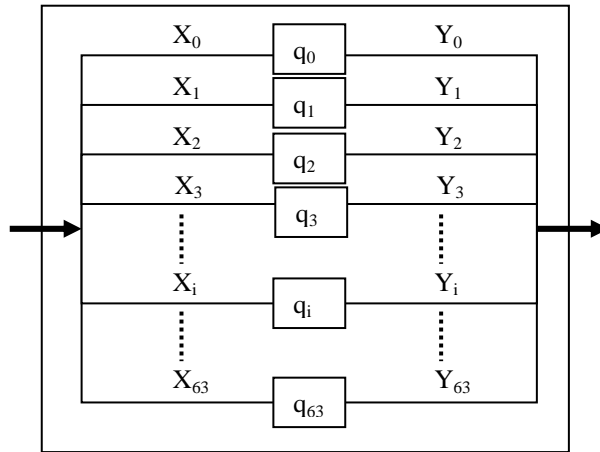 X₀ q₀ Y₀
X₁ q₁ Y₁
X₂ q₂ Y₂
X₃ q₃ Y₃
Xᵢ qᵢ Yᵢ
X₆₃ q₆₃ Y₆₃